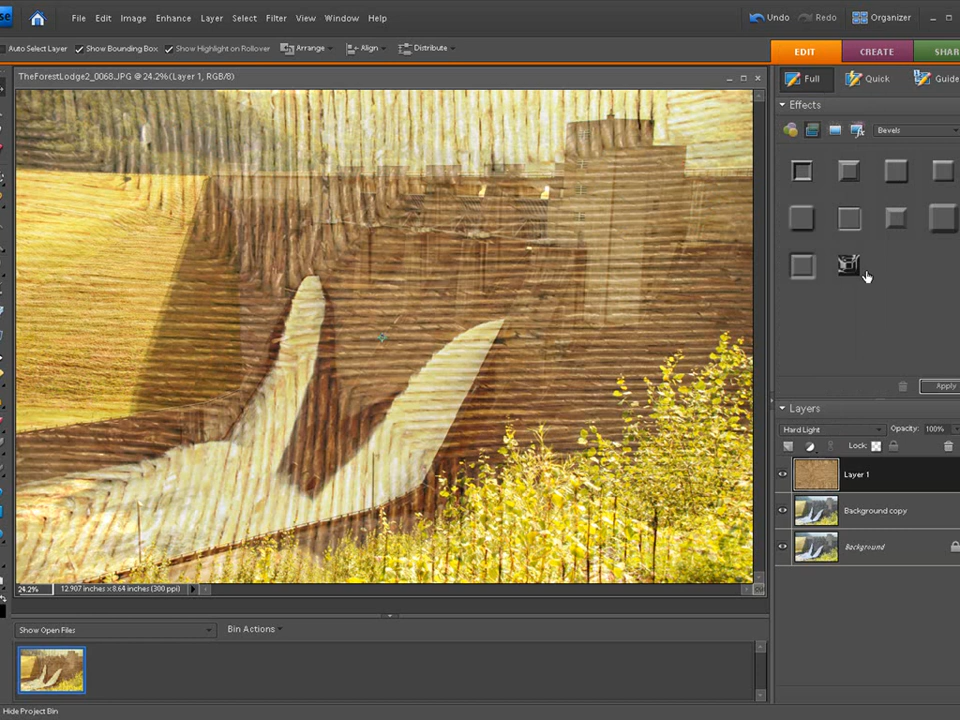 File Edit Image Enhance Layer Select Filter View Window Help Undo Redo Organizer
Auto Select Layer Show Bounding Box Show Highlight on Rollover Arrange Align Distribute EDIT CREATE
TheForestLodge2_0068.JPG @ 24.2%(Layer 1, RGB/8) Full Quick Guide
Effects
Bevels
Apply
Layers
Hard Light Opacity: 100%
Lock:
Layer 1
Background copy
Background
24.2% 12.907 inches x 8.64 inches (300 ppi)
Show Open Files Bin Actions
Hide Project Bin